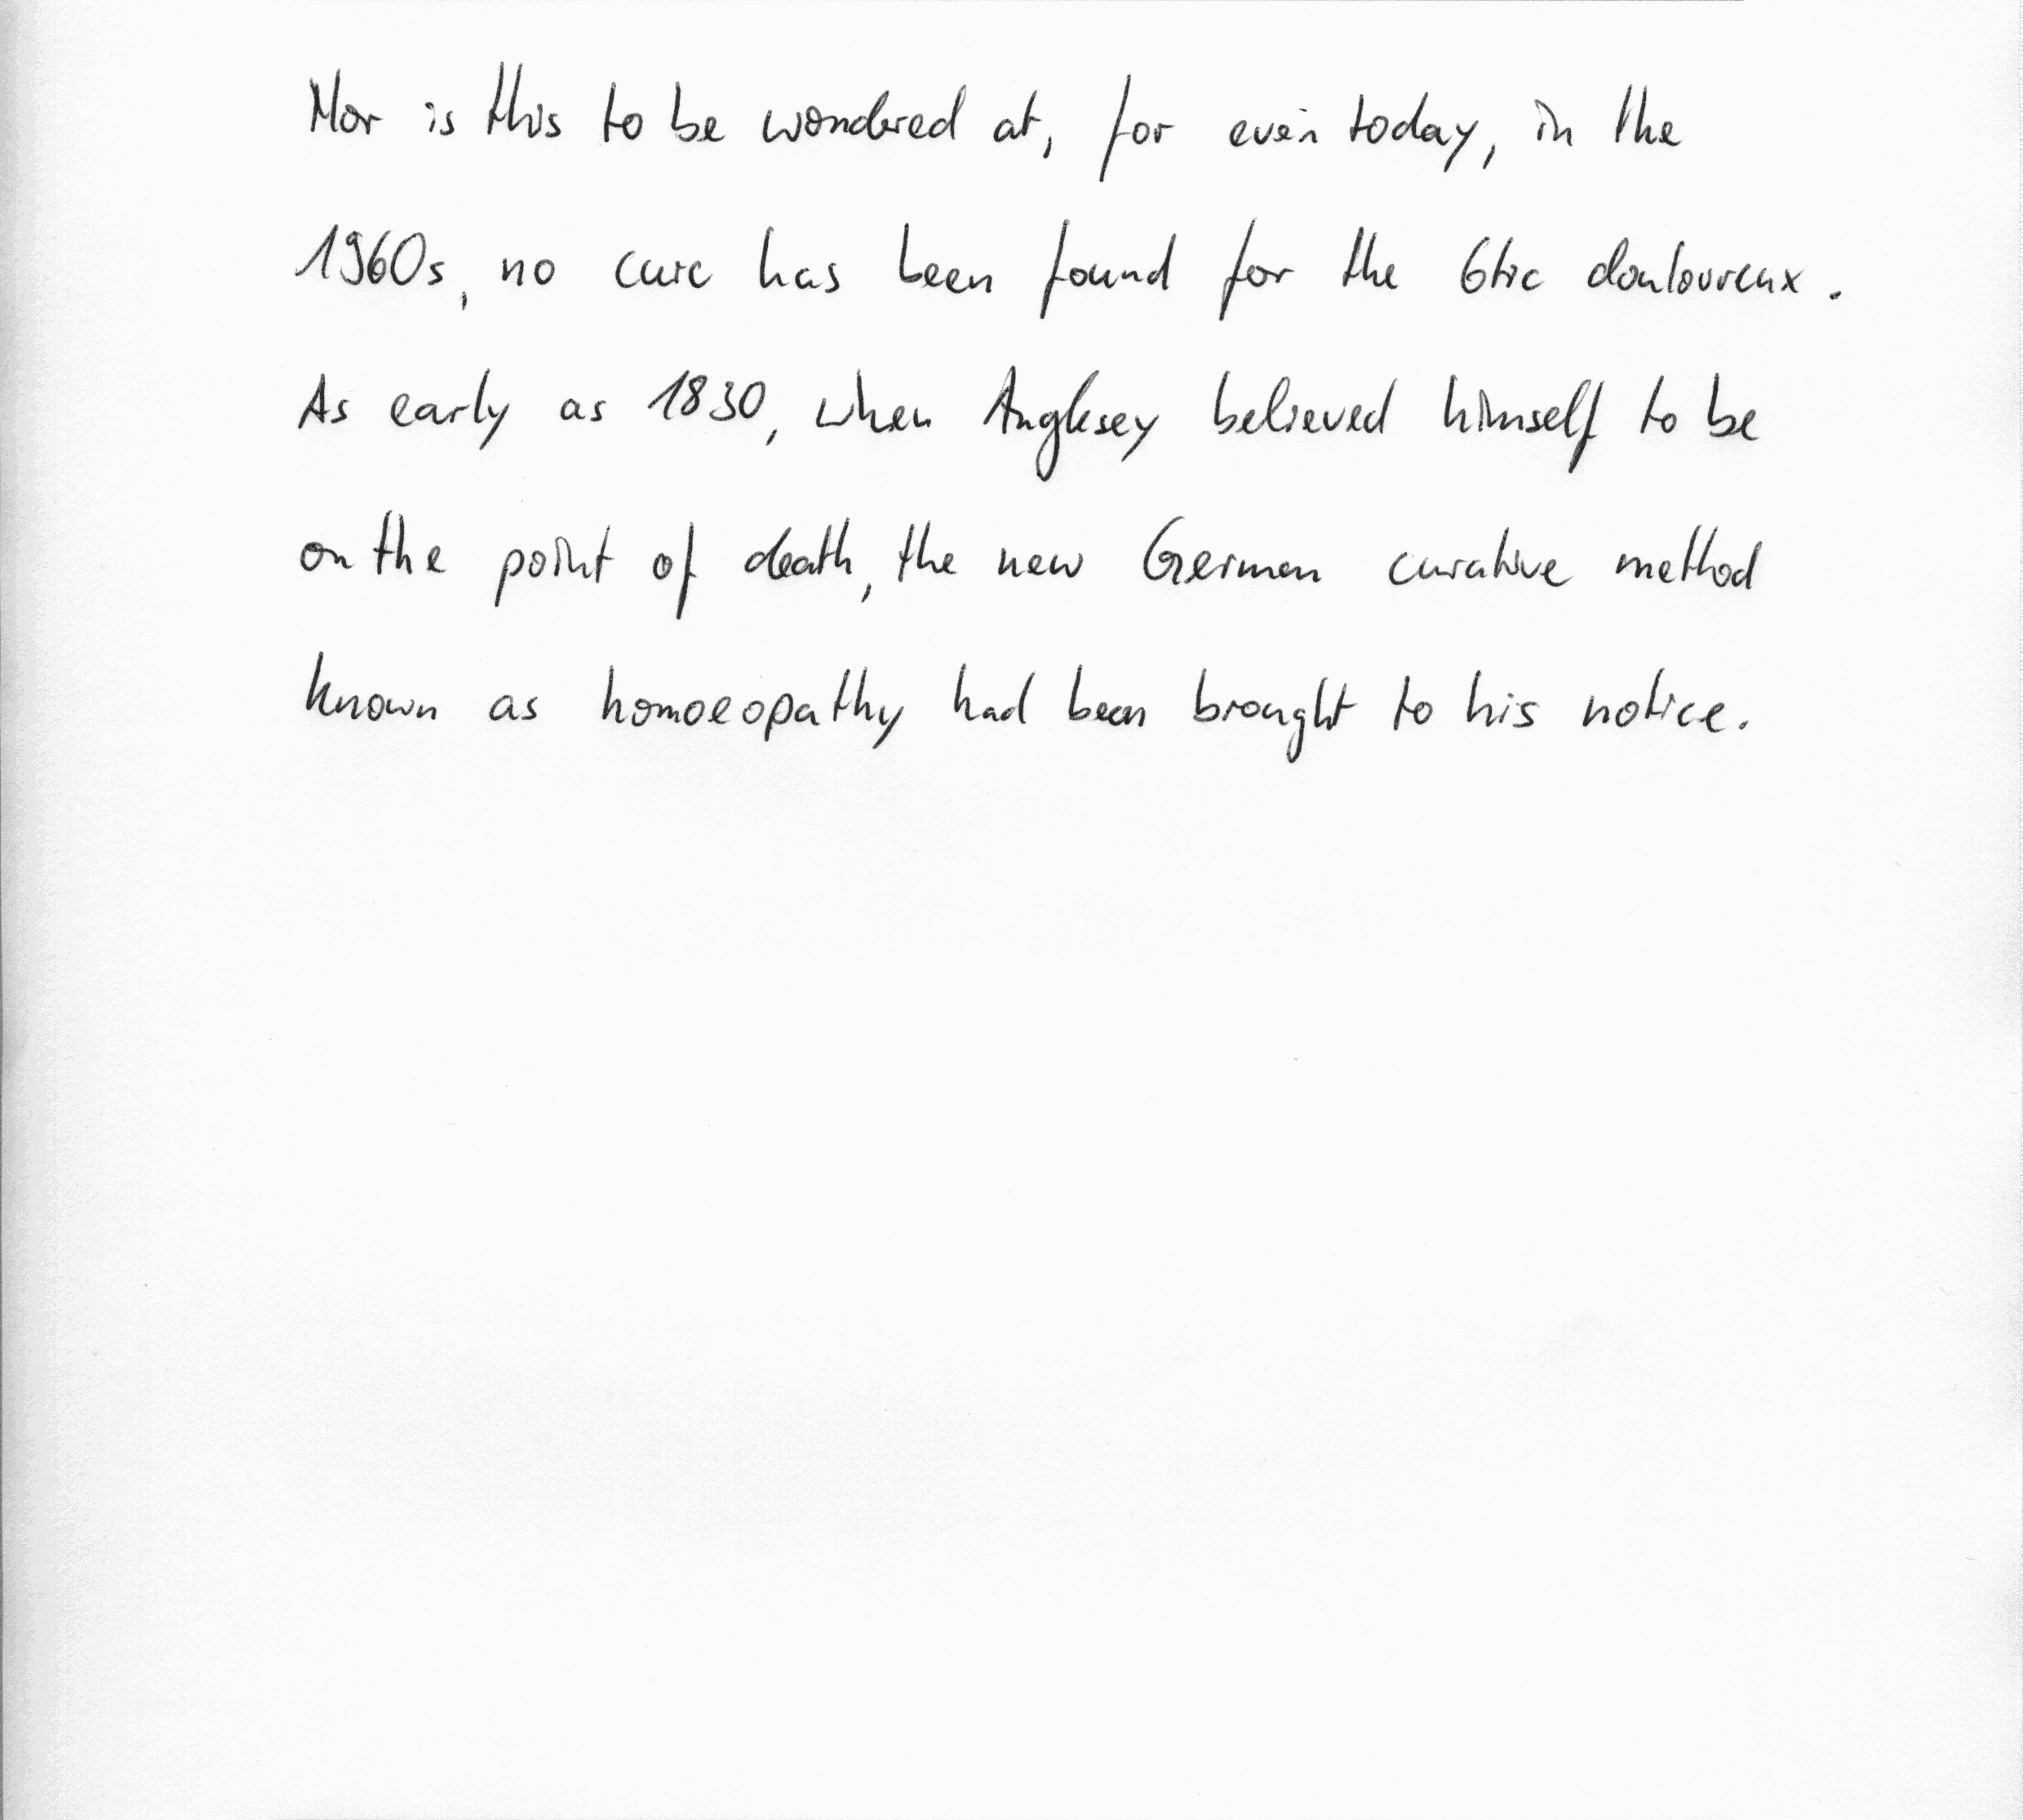 Nor is this to be wondered at, for even today, in the
1960s, no cure has been found for the 6tic douloureux.
As early as 1830, when Anglesey believed himself to be
on the point of death, the new German curative method
known as homoeopathy had been brought to his notice.